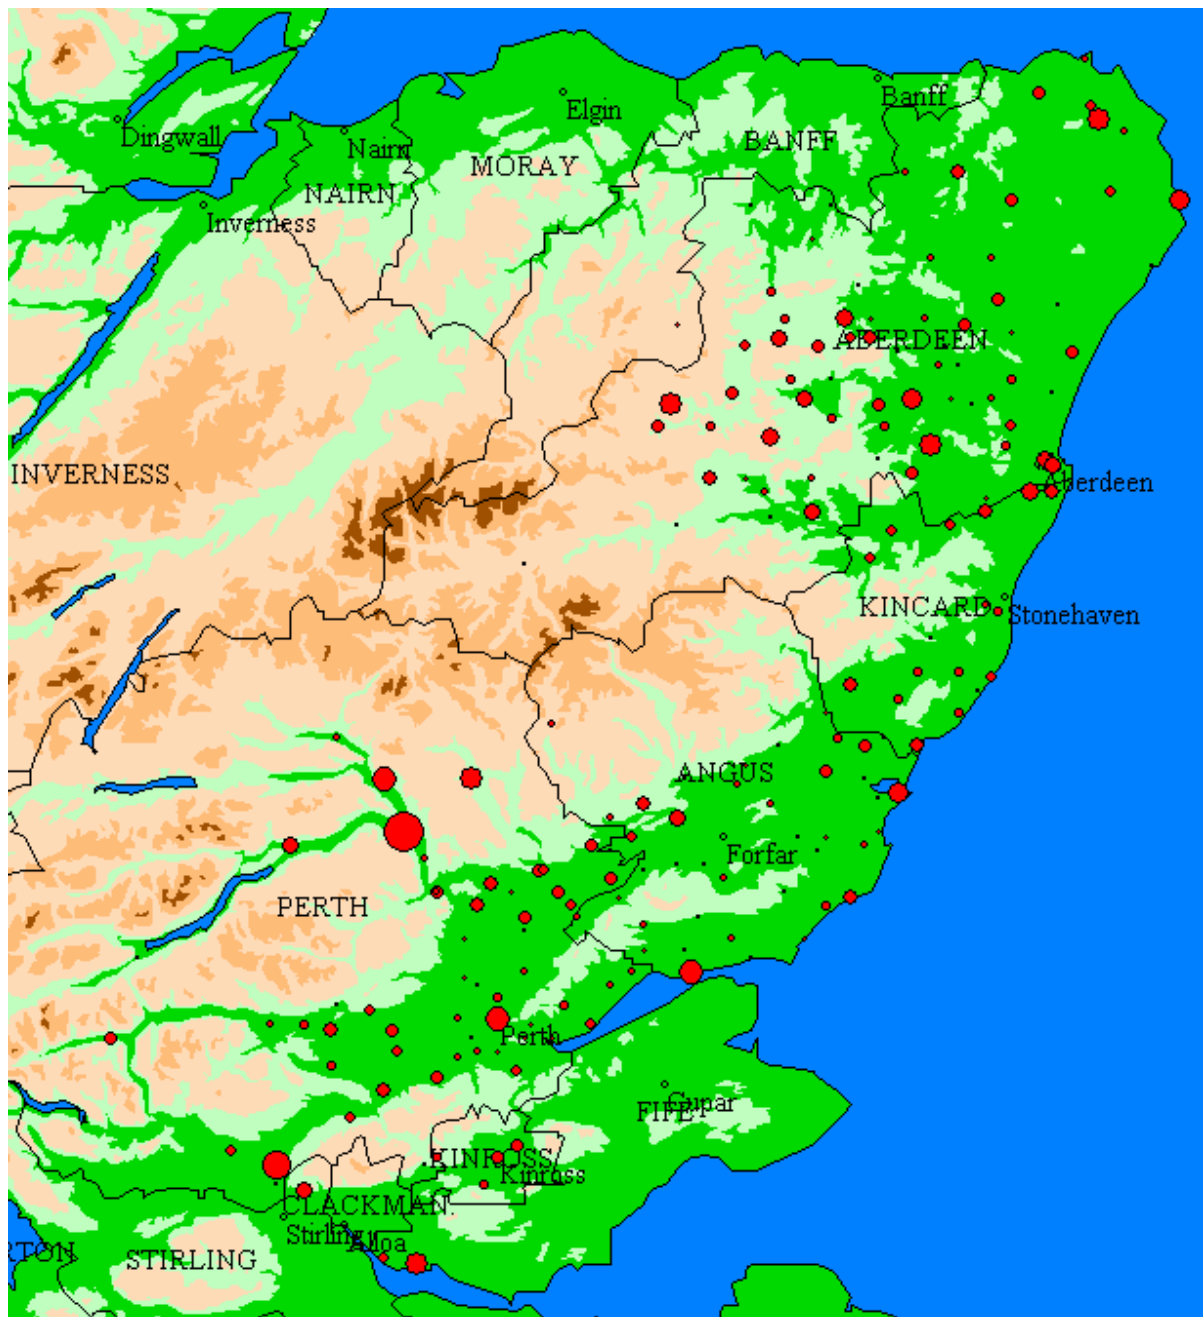 Banff
Elgin
Dingwall
Nairn
BANFF
MORAY
NAIRN
Inverness
ABERDEEN
INVERNESS
Aberdeen
KINCARD
Stonehaven
ANGUS
Forfar
PERTH
Perth
Cupar
FIFE
KINROSS
Kinross
CLACKMAN.
Stirling
Alloa
RTON
STIRLING